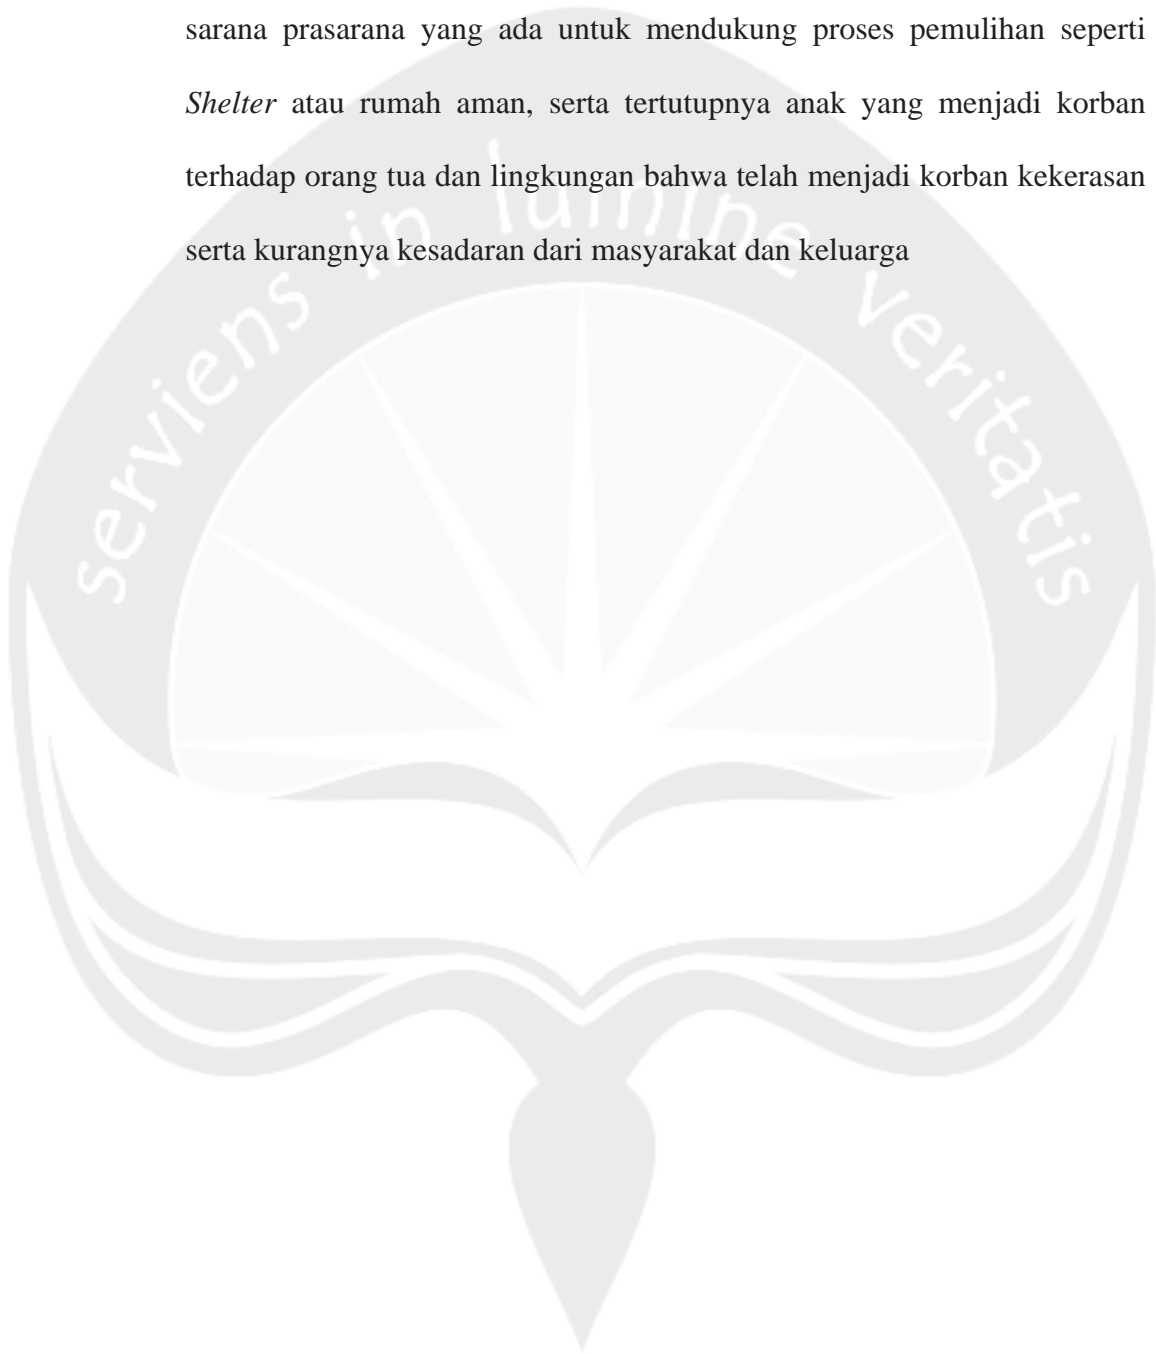 sarana prasarana yang ada untuk mendukung proses pemulihan seperti
Shelter atau rumah aman, serta tertutupnya anak yang menjadi korban
terhadap orang tua dan lingkungan bahwa telah menjadi korban kekerasan
serta kurangnya kesadaran dari masyarakat dan keluarga
serviens in lumine veritatis